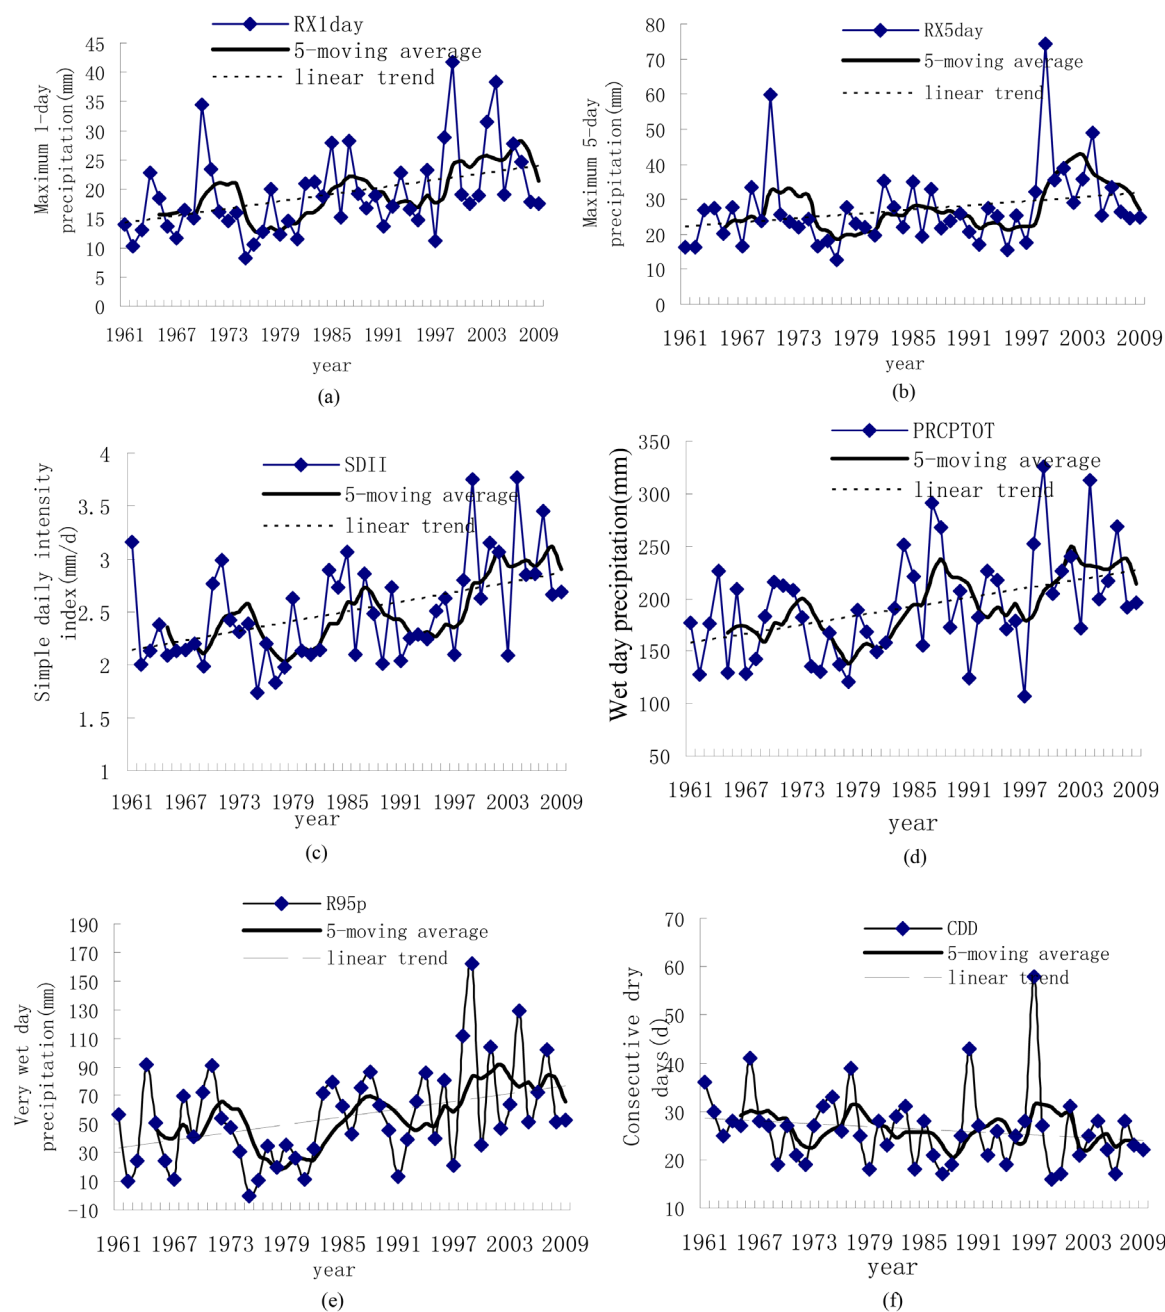 RX1day
5-moving average
linear trend
Maximum 1-day
precipitation(mm)
45
40
35
30
25
20
15
10
5
0
1961 1967 1973 1979 1985 1991 1997 2003 2009
year
(a)
RX5day
5-moving average
linear trend
Maximum 5-day
precipitation(mm)
80
70
60
50
40
30
20
10
0
1961 1967 1973 1979 1985 1991 1997 2003 2009
year
(b)
SDII
5-moving average
linear trend
Simple daily intensity
index(mm/d)
4
3.5
3
2.5
2
1.5
1
1961 1967 1973 1979 1985 1991 1997 2003 2009
year
(c)
PRCPTOT
5-moving average
linear trend
Wet day precipitation(mm)
350
300
250
200
150
100
50
1961 1967 1973 1979 1985 1991 1997 2003 2009
year
(d)
R95p
5-moving average
linear trend
Very wet day
precipitation(mm)
190
170
150
130
110
90
70
50
30
10
-10
1961 1967 1973 1979 1985 1991 1997 2003 2009
year
(e)
CDD
5-moving average
linear trend
Consecutive dry
days(d)
70
60
50
40
30
20
10
1961 1967 1973 1979 1985 1991 1997 2003 2009
year
(f)